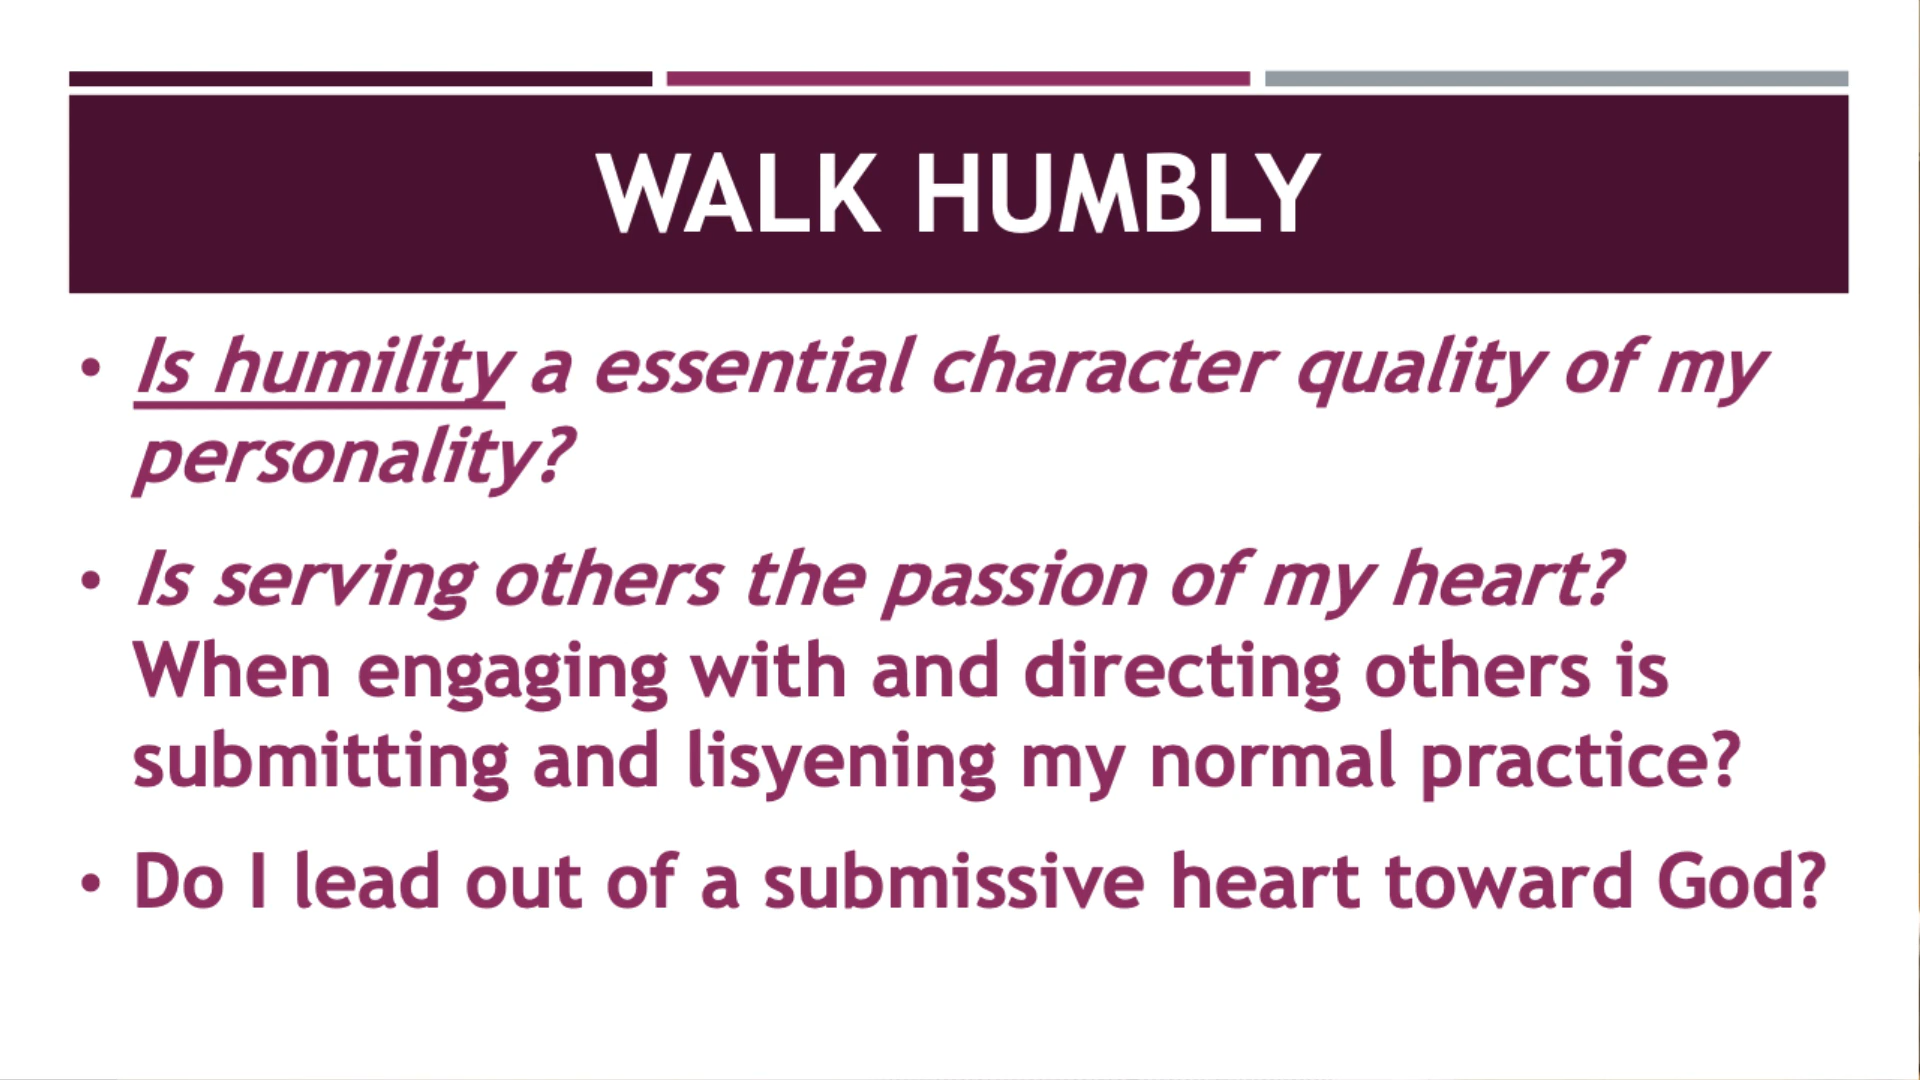 WALK HUMBLY
• Is humility a essential character quality of my
personality?
• Is serving others the passion of my heart?
When engaging with and directing others is
submitting and lisyening my normal practice?
• Do I lead out of a submissive heart toward God?